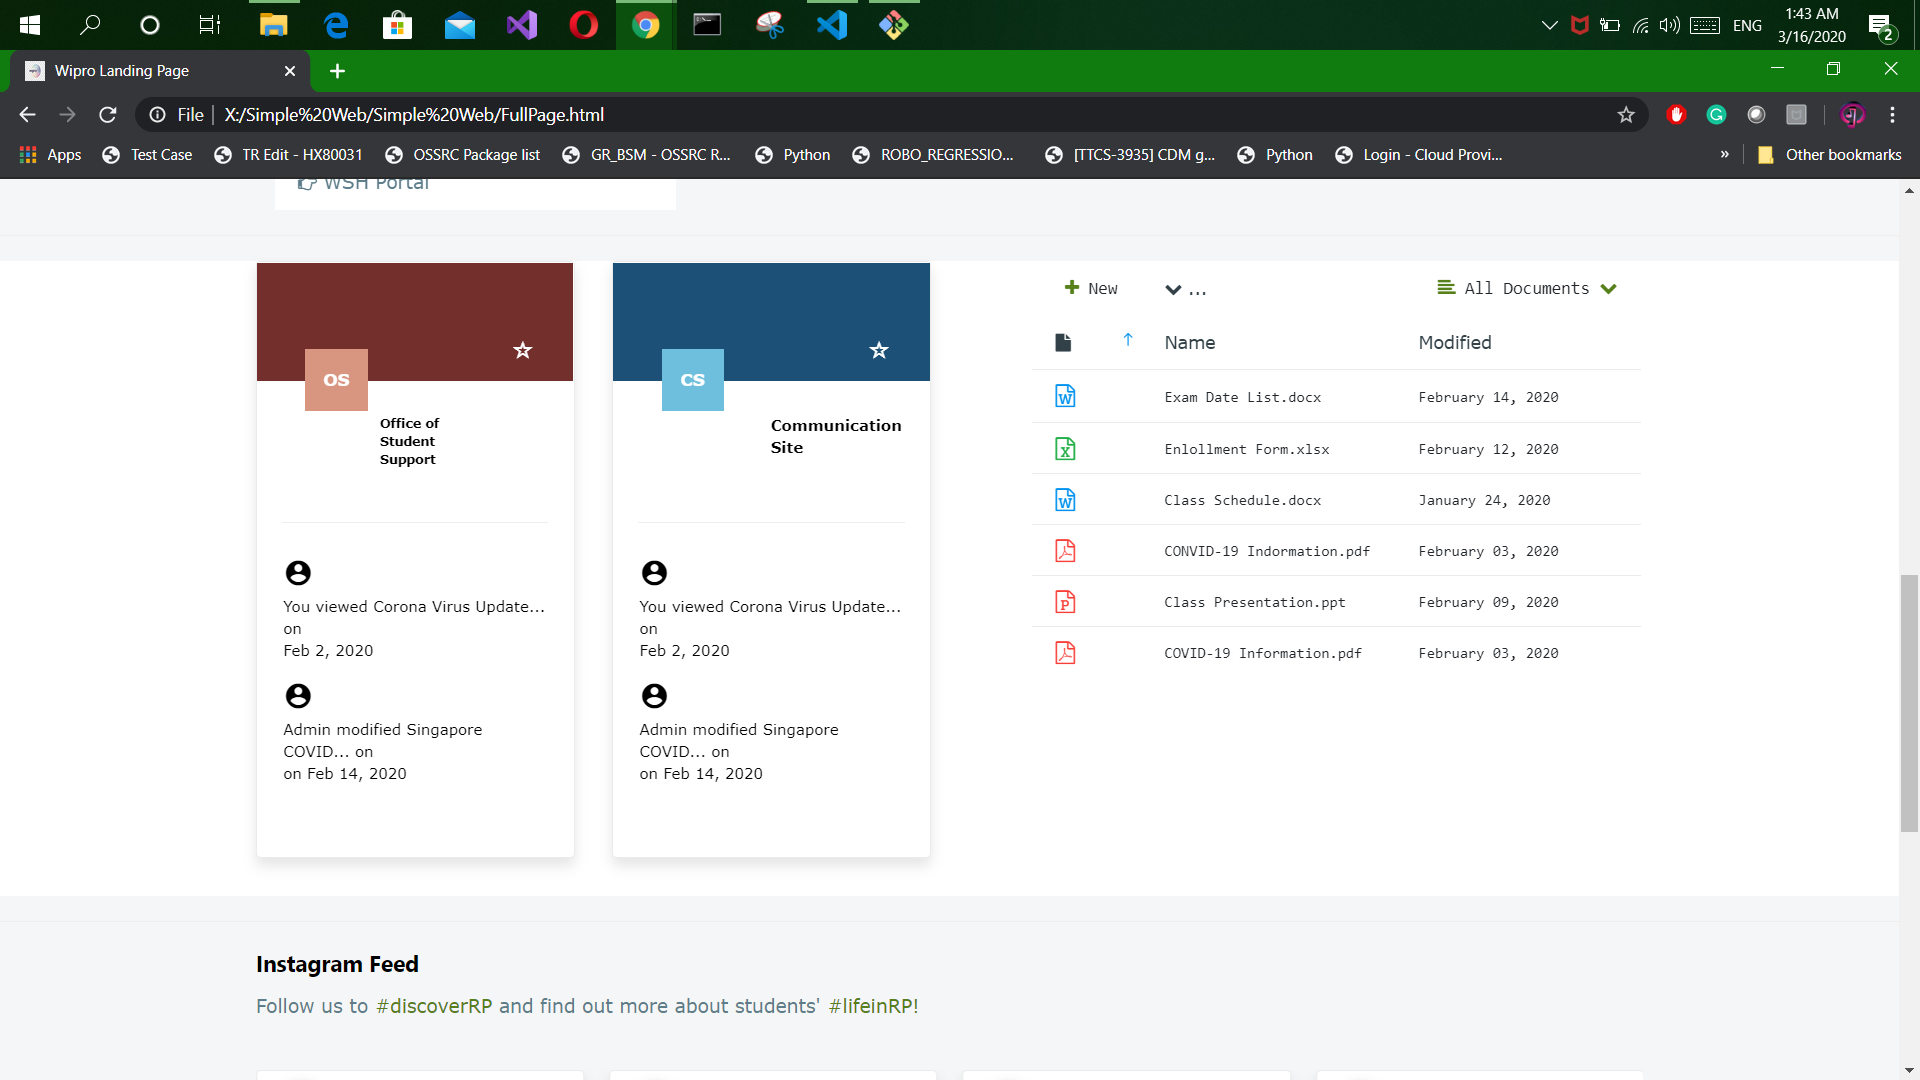 ENG
1:43 AM
3/16/2020
2
Wipro Landing Page
File | X:/Simple%20Web/Simple%20Web/FullPage.html
Apps Test Case TR Edit - HX80031 OSSRC Package list GR_BSM - OSSRC R... Python ROBO_REGRESSIO... [TTCS-3935] CDM g... Python Login - Cloud Provi... » Other bookmarks
WSH Portal
OS
Office of
Student
Support
You viewed Corona Virus Update...
on
Feb 2, 2020
Admin modified Singapore
COVID... on
on Feb 14, 2020
CS
Communication
Site
You viewed Corona Virus Update...
on
Feb 2, 2020
Admin modified Singapore
COVID... on
on Feb 14, 2020
New ... All Documents
Name Modified
Exam Date List.docx February 14, 2020
Enlollment Form.xlsx February 12, 2020
Class Schedule.docx January 24, 2020
CONVID-19 Indormation.pdf February 03, 2020
Class Presentation.ppt February 09, 2020
COVID-19 Information.pdf February 03, 2020
Instagram Feed
Follow us to #discoverRP and find out more about students' #lifeinRP!